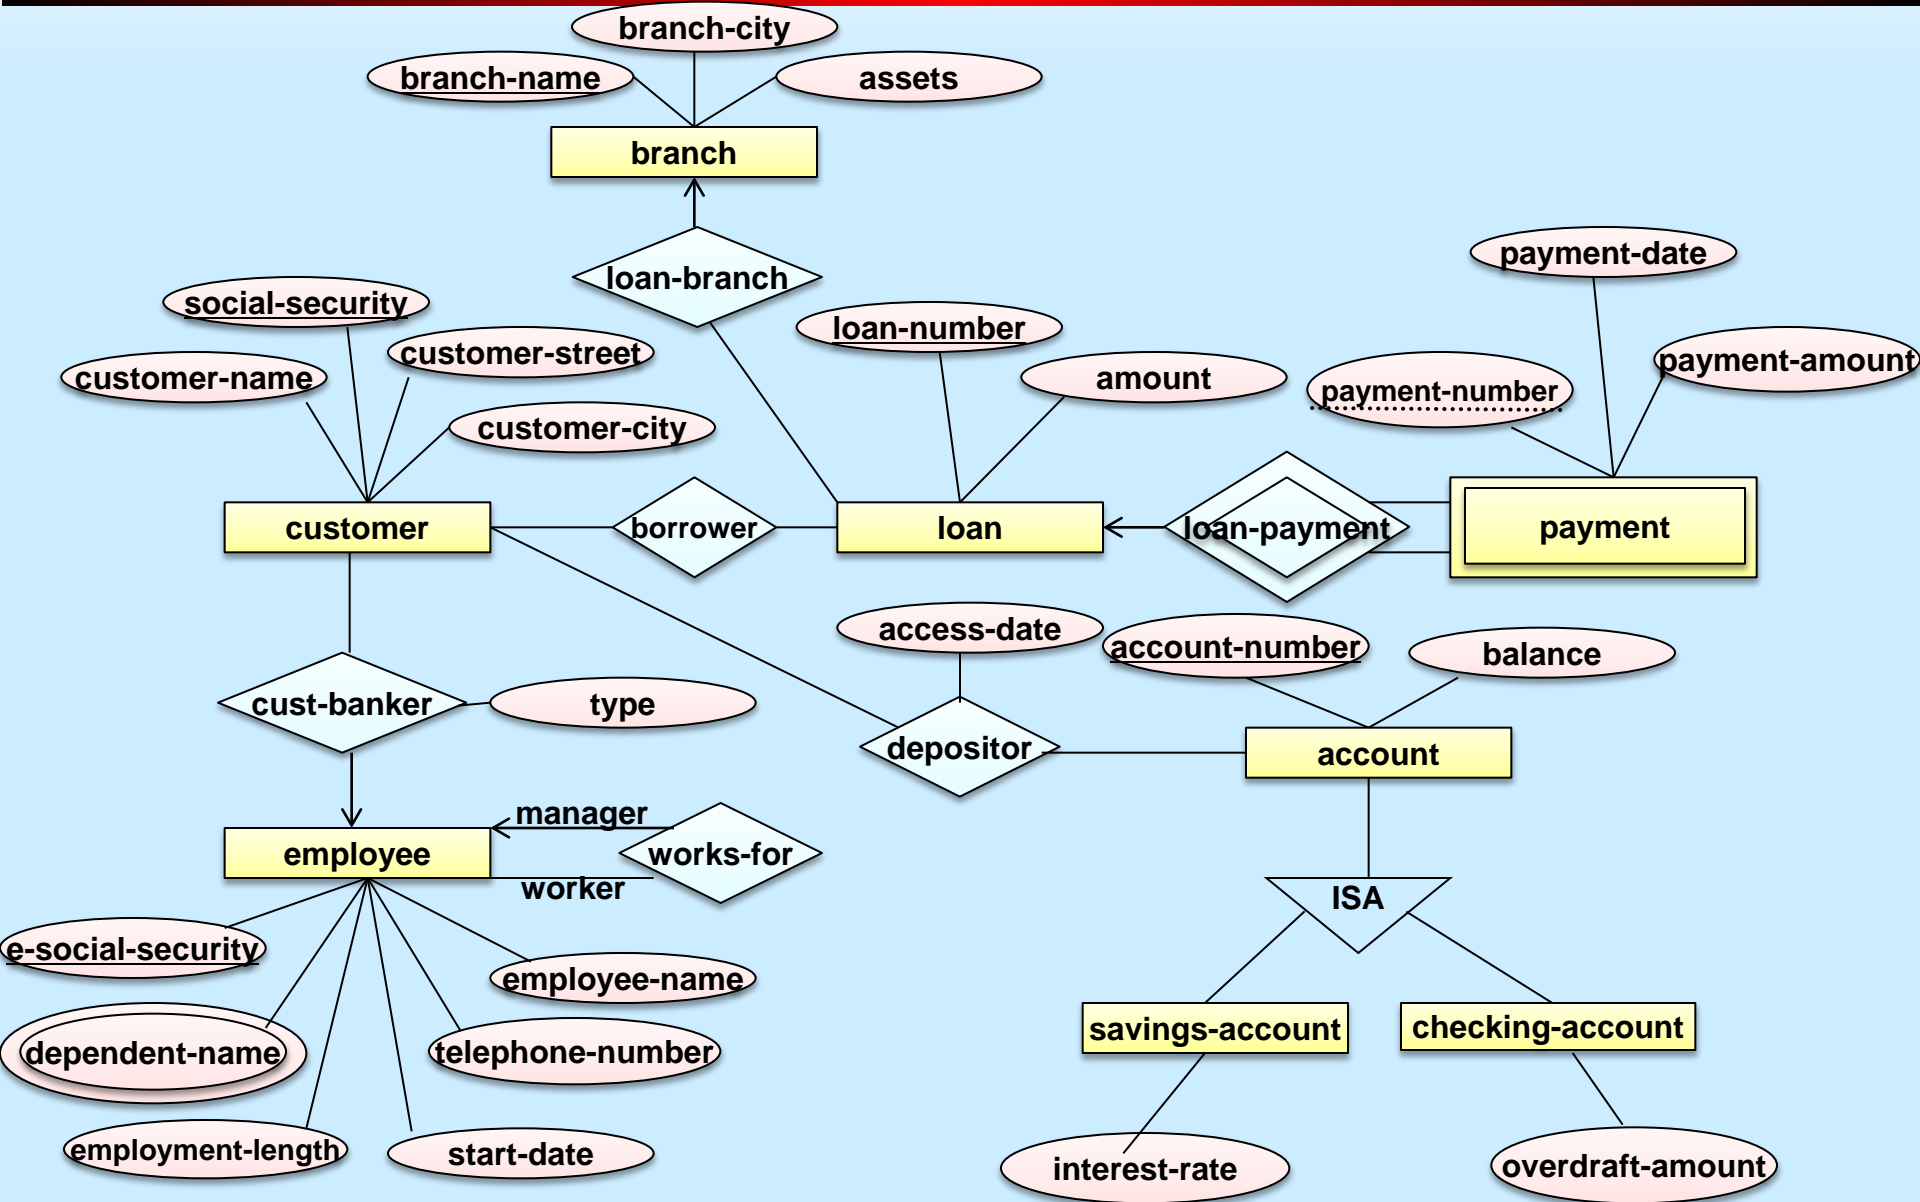 branch-city
branch-name
assets
branch
loan-branch
payment-date
social-security
loan-number
customer-street
payment-amount
customer-name
amount
payment-number
customer-city
customer
borrower
loan
loan-payment
payment
access-date
account-number
balance
cust-banker
type
depositor
account
manager
employee
works-for
worker
ISA
e-social-security
employee-name
savings-account
checking-account
dependent-name
telephone-number
employment-length
start-date
interest-rate
overdraft-amount